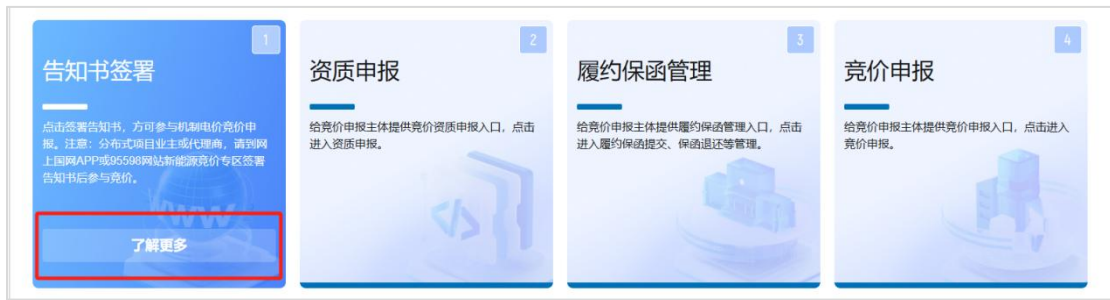 1
告知书签署
点击签署告知书，方可参与机制电价竞价申
报。注意：分布式项目业主或代理商，请到网
上国网APP或95598网站新能源竞价专区签署
告知书后参与竞价。
了解更多
2
资质申报
给竞价申报主体提供竞价资质申报入口，点击
进入资质申报。
3
履约保函管理
给竞价申报主体提供履约保函管理入口，点击
进入履约保函提交、保函退还等管理。
4
竞价申报
给竞价申报主体提供竞价申报入口，点击进入
竞价申报。